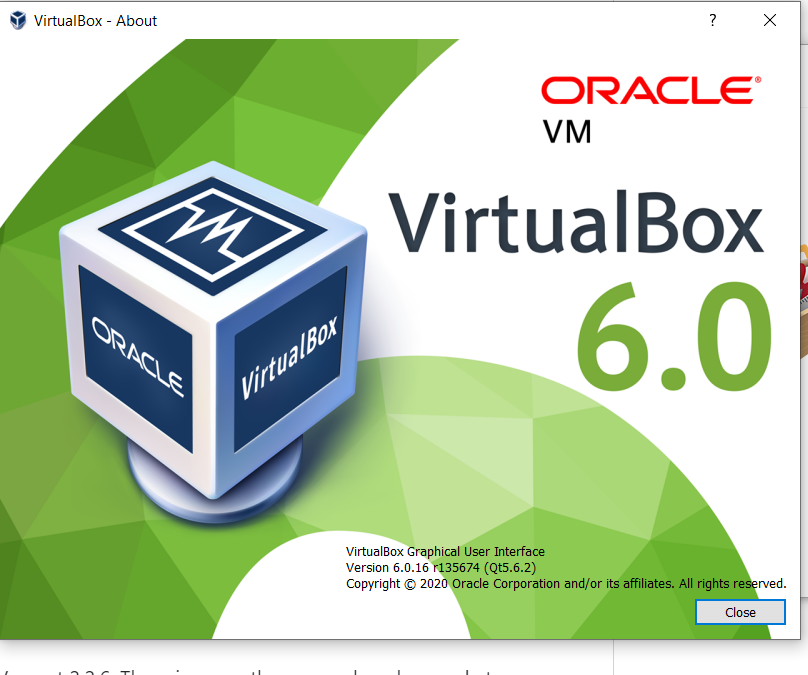 VirtualBox - About
?
ORACLE®
VM
VirtualBox
6.0
ORACLE
VirtualBox
VirtualBox Graphical User Interface
Version 6.0.16 r135674 (Qt5.6.2)
Copyright © 2020 Oracle Corporation and/or its affiliates. All rights reserved.
Close